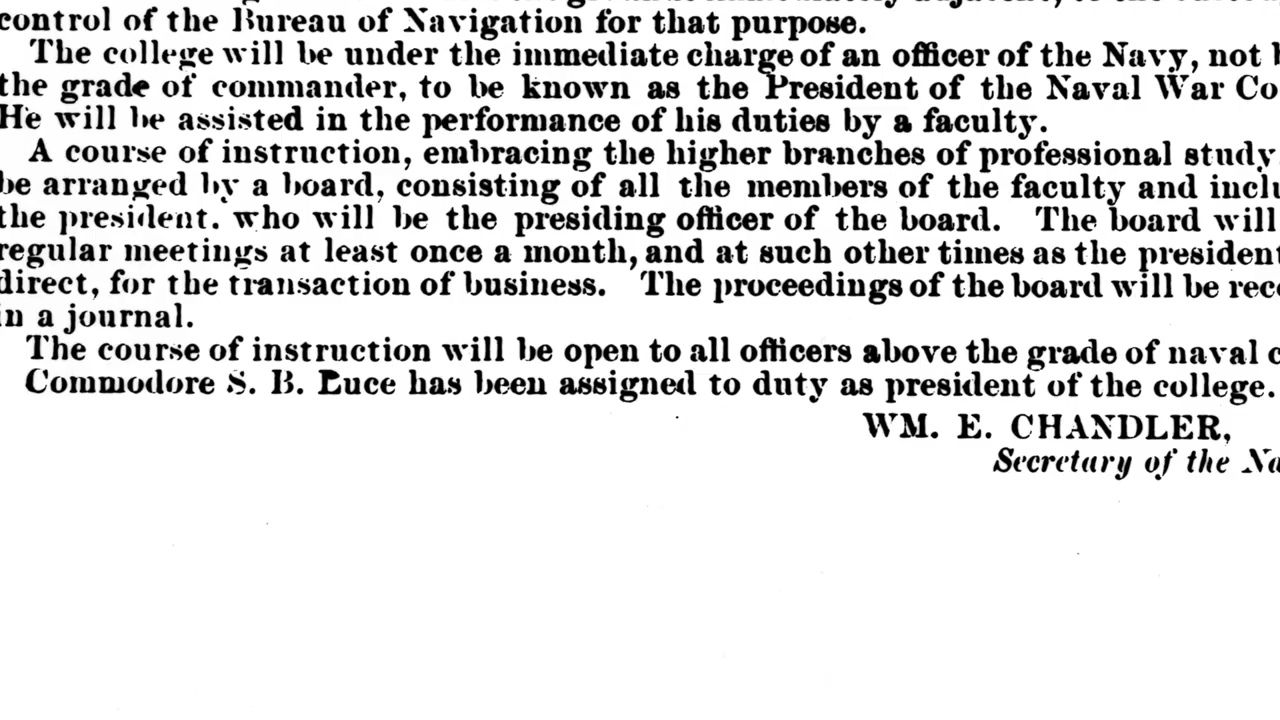 control of the Bureau of Navigation for that purpose.
The college will be under the immediate charge of an officer of the Navy, not b
the grade of commander, to be known as the President of the Naval War Co
He will be assisted in the performance of his duties by a faculty.
A course of instruction, embracing the higher branches of professional study
be arranged by a board, consisting of all the members of the faculty and inclu
the president. who will be the presiding officer of the board. The board will
regular meetings at least once a month, and at such other times as the president
direct, for the transaction of business. The proceedings of the board will be reco
in a journal.
The course of instruction will be open to all officers above the grade of naval c
Commodore S. B. Luce has been assigned to duty as president of the college.
WM. E. CHANDLER,
Secretary of the Na